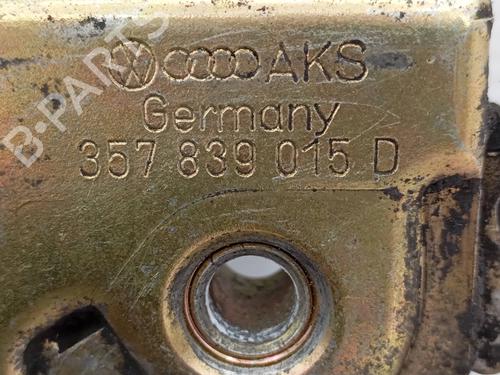 AKS
Germany
357 839 015 D
B-PARTS